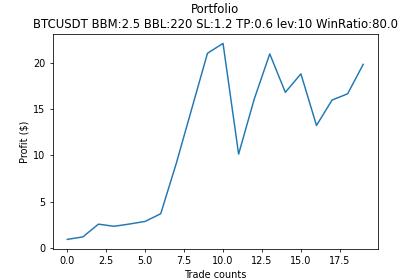 Portfolio
BTCUSDT BBM:2.5 BBL:220 SL:1.2 TP:0.6 lev:10 WinRatio:80.0
20
15
10
5
0
Profit ($)
0.0 2.5 5.0 7.5 10.0 12.5 15.0 17.5
Trade counts